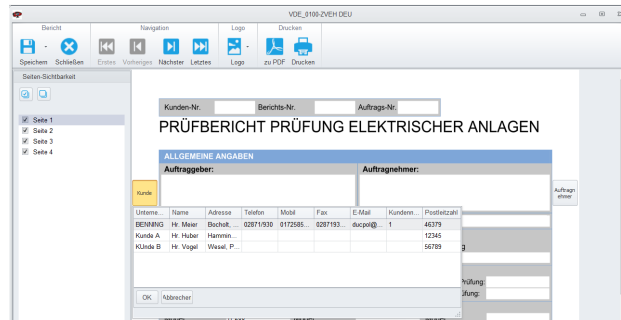 VDE_0100-ZVEH DEU
Bericht
Navigation
Logo
Drucken
Speichern
Schließen
Erstes
Vorheriges
Nächster
Letztes
Logo
zu PDF
Drucken
Seiten-Sichtbarkeit
Seite 1
Seite 2
Seite 3
Seite 4
Kunden-Nr. Berichts-Nr. Auftrags-Nr.
PRÜFBERICHT PRÜFUNG ELEKTRISCHER ANLAGEN
ALLGEMEINE ANGABEN
Auftraggeber: Auftragnehmer:
Kunde
Auftragn
ehmer
Unterne... Name Adresse Telefon Mobil Fax E-Mail Kundenn... Postleitzahl
BENNING Hr. Meier Bocholt, ... 02871/930 0172585... 0287193... ducpol@... 1 46379
Kunde A Hr. Huber Hammin... 12345
KUnde B Hr. Vogel Wesel, P... 56789
Prüfung:
OK Abbrecher